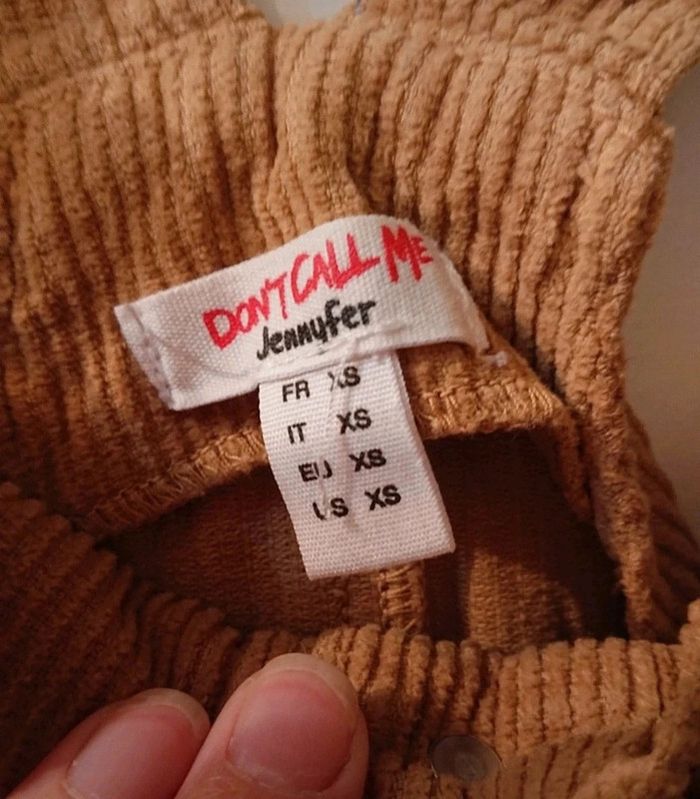 DON'T CALL ME
Jennyfer
FR XS
IT XS
EU XS
US XS